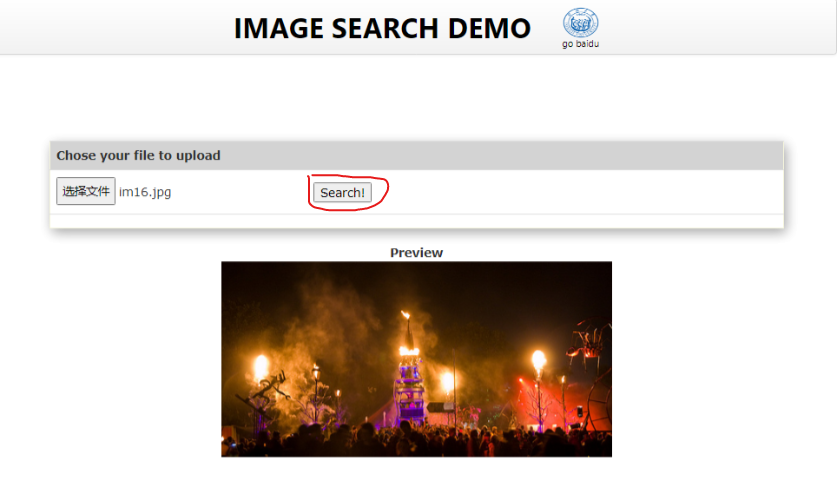 IMAGE SEARCH DEMO
go baidu
Chose your file to upload
选择文件 im16.jpg Search!
Preview